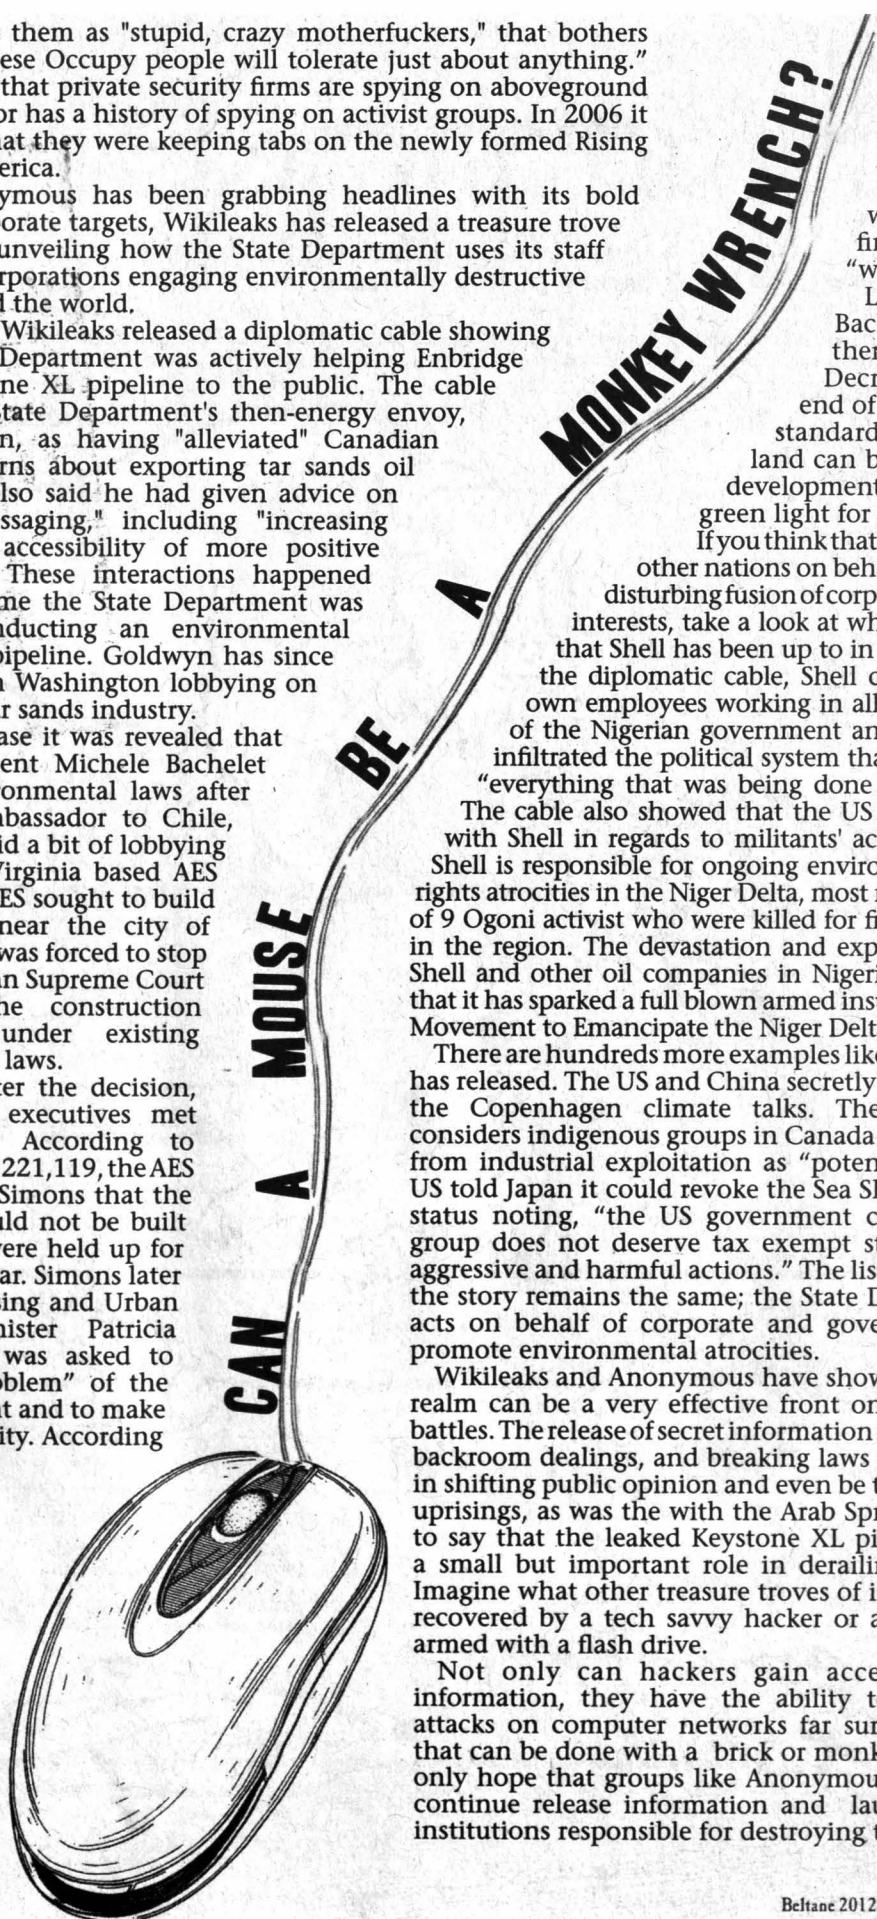 them as "stupid, crazy motherfuckers," that bothers
ese Occupy people will tolerate just about anything."
that private security firms are spying on aboveground
or has a history of spying on activist groups. In 2006 it
at they were keeping tabs on the newly formed Rising
erica.
ymous has been grabbing headlines with its bold
orate targets, Wikileaks has released a treasure trove
unveiling how the State Department uses its staff
rporations engaging environmentally destructive
d the world.
Wikileaks released a diplomatic cable showing
Department was actively helping Enbridge
ne XL pipeline to the public. The cable
tate Department's then-energy envoy,
n, as having "alleviated" Canadian
rns about exporting tar sands oil
lso said he had given advice on
ssaging," including "increasing
accessibility of more positive
These interactions happened
me the State Department was
nducting an environmental
pipeline. Goldwyn has since
n Washington lobbying on
r sands industry.
ase it was revealed that
ent Michele Bachelet
ronmental laws after
bassador to Chile,
id a bit of lobbying
Virginia based AES
ES sought to build
near the city of
was forced to stop
an Supreme Court
he construction
under existing
laws.
ter the decision,
executives met
According to
221,119, the AES
Simons that the
uld not be built
were held up for
ar. Simons later
sing and Urban
nister Patricia
was asked to
oblem" of the
nt and to make
ity. According
CAN A MOUSE BE A MONKEY WRENCH?
w
fir
"w
L
Bac
ther
Decr
end of
standard
land can b
development
green light for
If you think that
other nations on beh
disturbing fusion of corp
interests, take a look at wh
that Shell has been up to in
the diplomatic cable, Shell c
own employees working in all
of the Nigerian government an
infiltrated the political system tha
"everything that was being done
The cable also showed that the US
with Shell in regards to militants' ac
Shell is responsible for ongoing enviro
rights atrocities in the Niger Delta, most n
of 9 Ogoni activist who were killed for fi
in the region. The devastation and exp
Shell and other oil companies in Nigeri
that it has sparked a full blown armed inst
Movement to Emancipate the Niger Delt
There are hundreds more examples like
has released. The US and China secretly
the Copenhagen climate talks. The
considers indigenous groups in Canada
from industrial exploitation as "poten
US told Japan it could revoke the Sea Sh
status noting, "the US government c
group does not deserve tax exempt st
aggressive and harmful actions." The lis
the story remains the same; the State D
acts on behalf of corporate and gove
promote environmental atrocities.
Wikileaks and Anonymous have show
realm can be a very effective front on
battles. The release of secret information
backroom dealings, and breaking laws
in shifting public opinion and even be t
uprisings, as was the with the Arab Spr
to say that the leaked Keystone XL pi
a small but important role in deraili
Imagine what other treasure troves of i
recovered by a tech savvy hacker or a
armed with a flash drive.
Not only can hackers gain acce
information, they have the ability t
attacks on computer networks far sur
that can be done with a brick or monk
only hope that groups like Anonymou
continue release information and lau
institutions responsible for destroying t
Beltane 2012